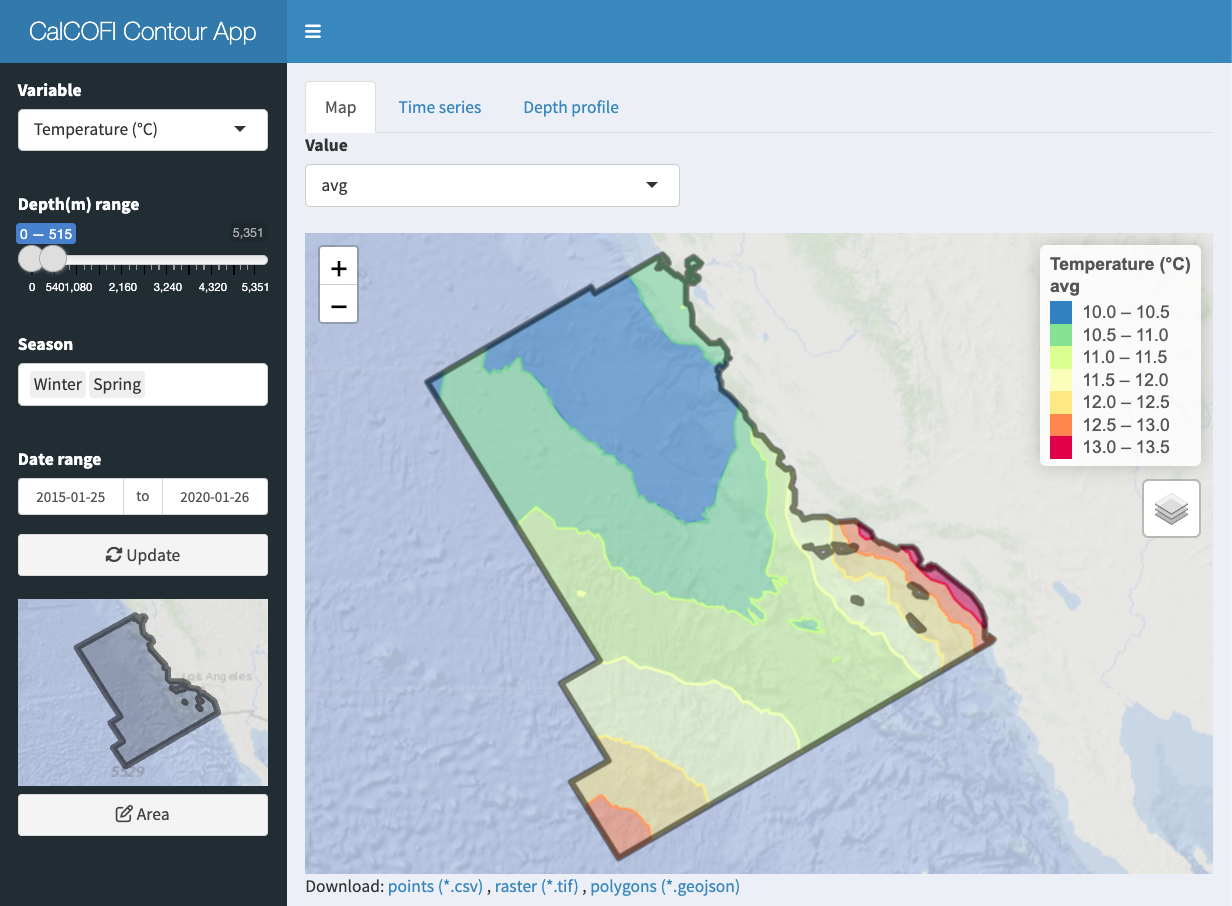 CalCOFI Contour App
Variable
Temperature (°C)
Depth(m) range
0 — 515
5,351
0 540 1,080 2,160 3,240 4,320 5,351
Season
Winter Spring
Date range
2015-01-25 to 2020-01-26
Update
Los Angeles
5529
Area
Map Time series Depth profile
Value
avg
+
−
Temperature (°C)
avg
10.0 – 10.5
10.5 – 11.0
11.0 – 11.5
11.5 – 12.0
12.0 – 12.5
12.5 – 13.0
13.0 – 13.5
Download: points (*.csv) , raster (*.tif) , polygons (*.geojson)